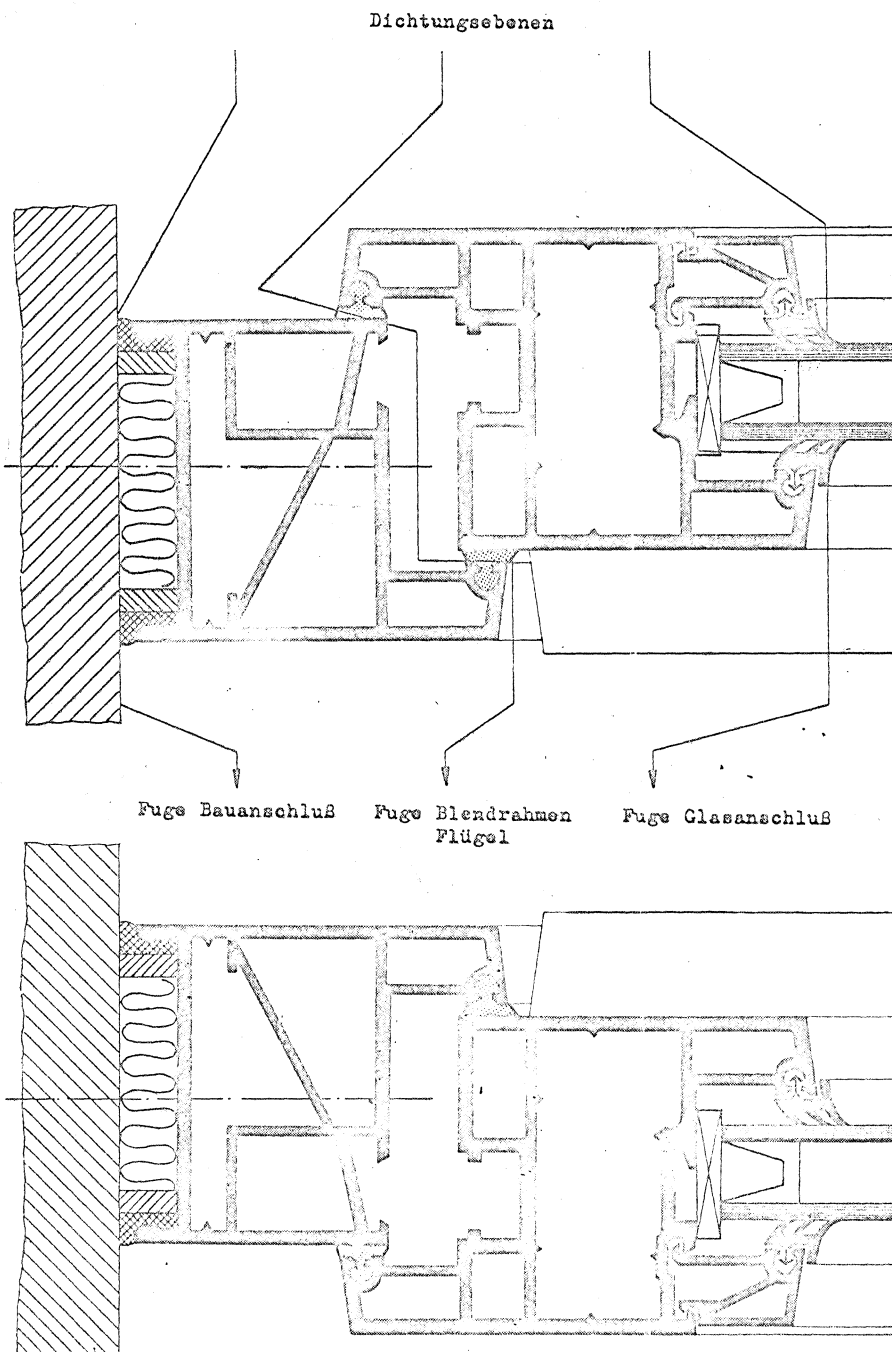 Dichtungsebenen
Fuge Bauanschluß
Fuge Blendrahmen
Flügel
Fuge Glasanschluß